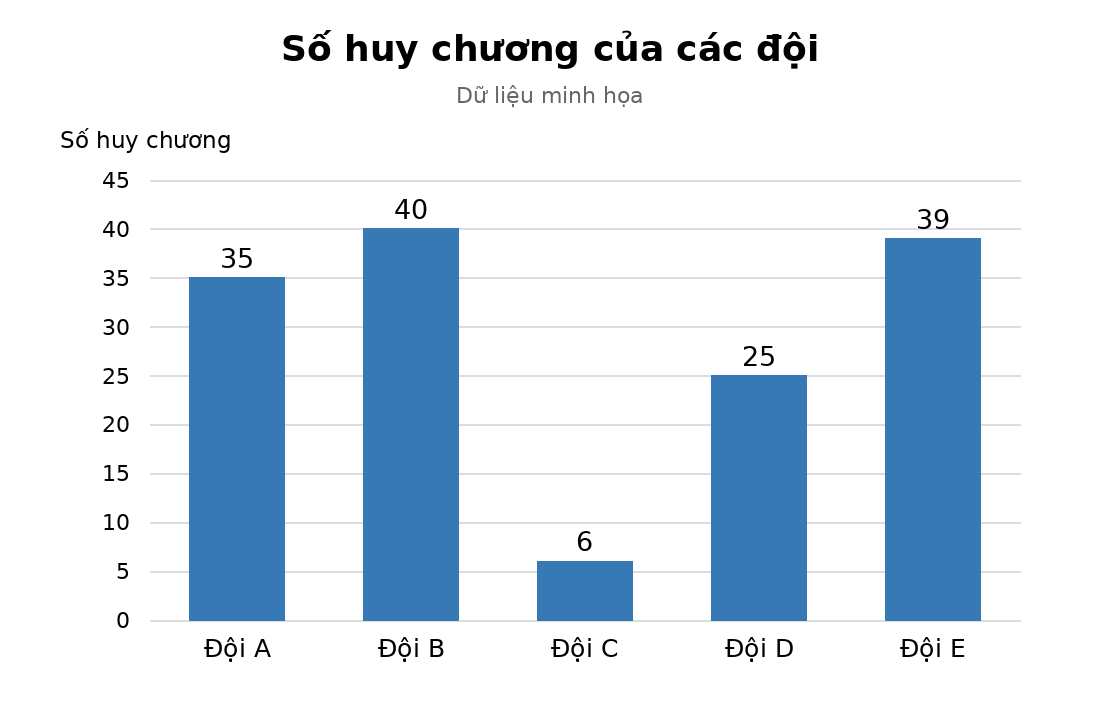 Số huy chương của các đội
Dữ liệu minh họa
Số huy chương
45
40
35
30
25
20
15
10
5
0
35
40
6
25
39
Đội A
Đội B
Đội C
Đội D
Đội E